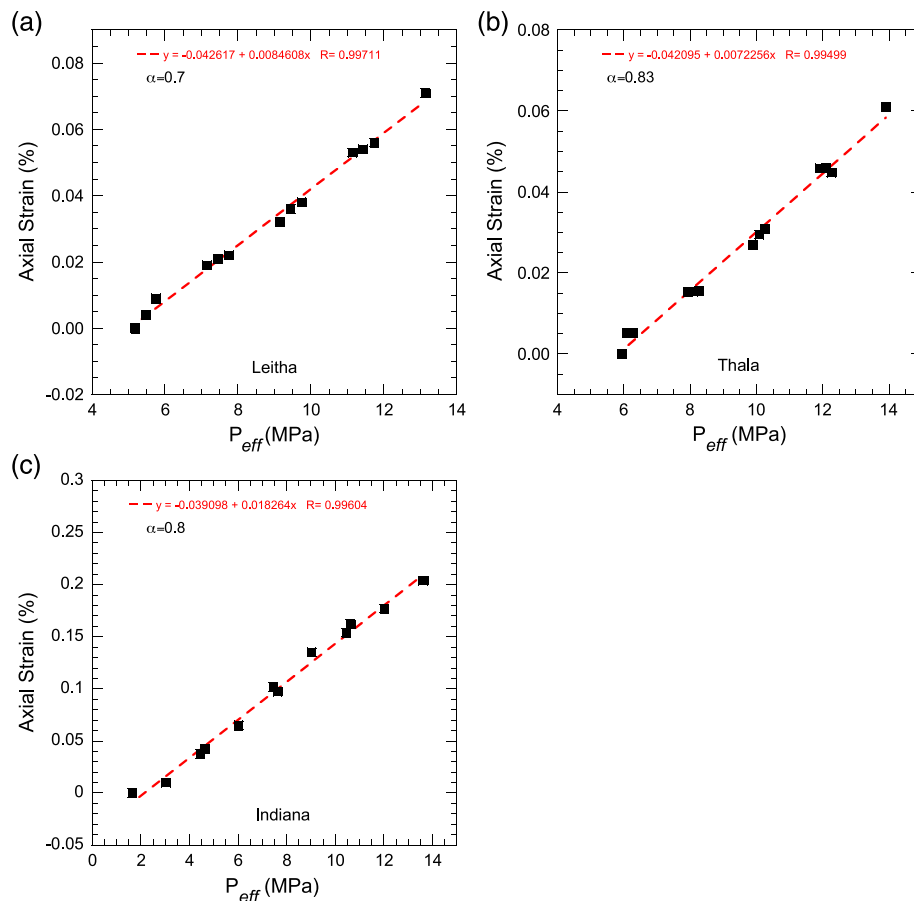 (a)
y = -0.042617 + 0.0084608x R= 0.99711
α=0.7
0.08
0.06
0.04
0.02
0.00
-0.02
Axial Strain (%)
Leitha
4 6 8 10 12 14
Peff (MPa)
(b)
y = -0.042095 + 0.0072256x R= 0.99499
α=0.83
0.08
0.06
0.04
0.02
0.00
Axial Strain (%)
Thala
4 6 8 10 12 14
Peff (MPa)
(c)
y = -0.039098 + 0.018264x R= 0.99604
α=0.8
0.3
0.25
0.2
0.15
0.1
0.05
0
-0.05
Axial Strain (%)
Indiana
0 2 4 6 8 10 12 14
Peff (MPa)